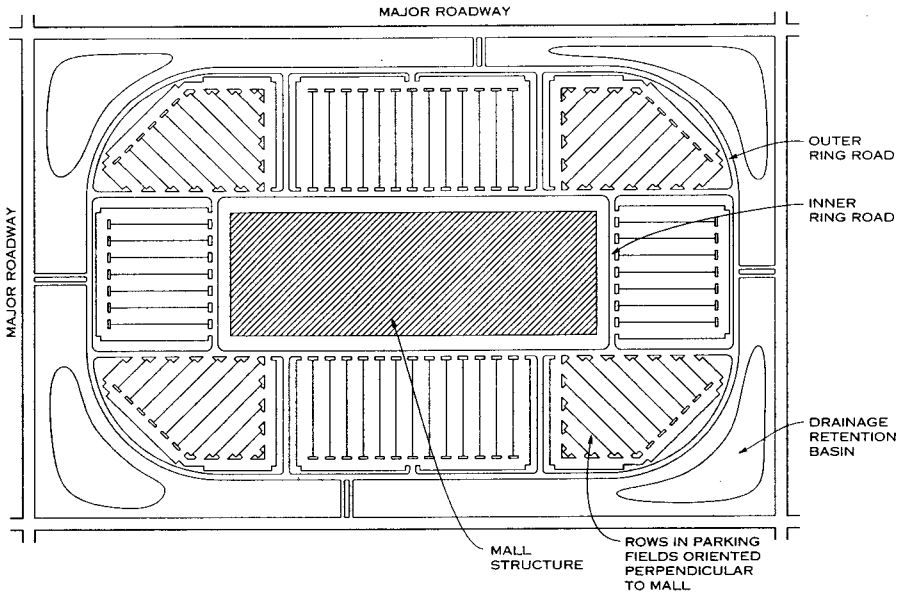 MAJOR ROADWAY
OUTER
RING ROAD
INNER
RING ROAD
MAJOR ROADWAY
DRAINAGE
RETENTION
BASIN
MALL
STRUCTURE
ROWS IN PARKING
FIELDS ORIENTED
PERPENDICULAR
TO MALL